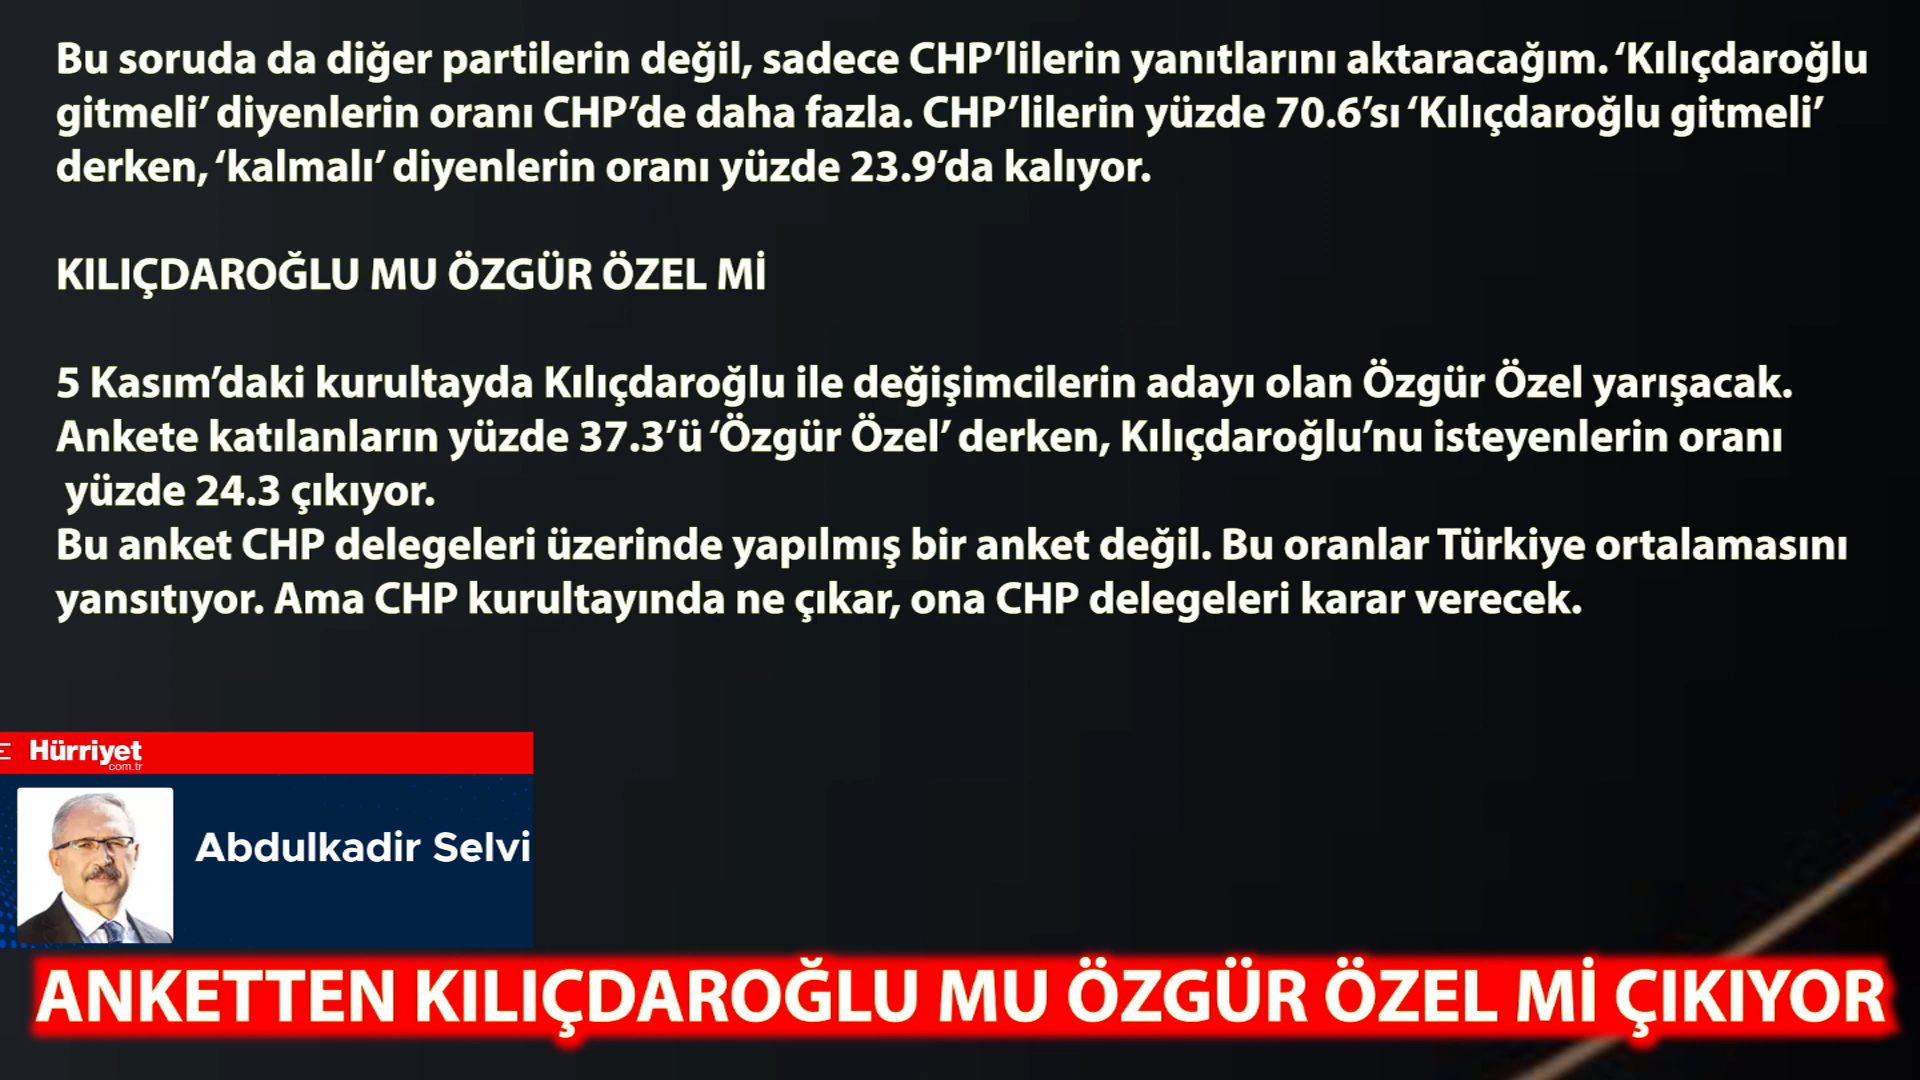 Bu soruda da diğer partilerin değil, sadece CHP’lilerin yanıtlarını aktaracağım. ‘Kılıçdaroğlu
gitmeli’ diyenlerin oranı CHP’de daha fazla. CHP’lilerin yüzde 70.6’sı ‘Kılıçdaroğlu gitmeli’
derken, ‘kalmalı’ diyenlerin oranı yüzde 23.9’da kalıyor.
KILIÇDAROĞLU MU ÖZGÜR ÖZEL Mİ
5 Kasım’daki kurultayda Kılıçdaroğlu ile değişimcilerin adayı olan Özgür Özel yarışacak.
Ankete katılanların yüzde 37.3’ü ‘Özgür Özel’ derken, Kılıçdaroğlu’nu isteyenlerin oranı
yüzde 24.3 çıkıyor.
Bu anket CHP delegeleri üzerinde yapılmış bir anket değil. Bu oranlar Türkiye ortalamasını
yansıtıyor. Ama CHP kurultayında ne çıkar, ona CHP delegeleri karar verecek.
Hürriyet
com.tr
Abdulkadir Selvi
ANKETTEN KILIÇDAROĞLU MU ÖZGÜR ÖZEL Mİ ÇIKIYOR